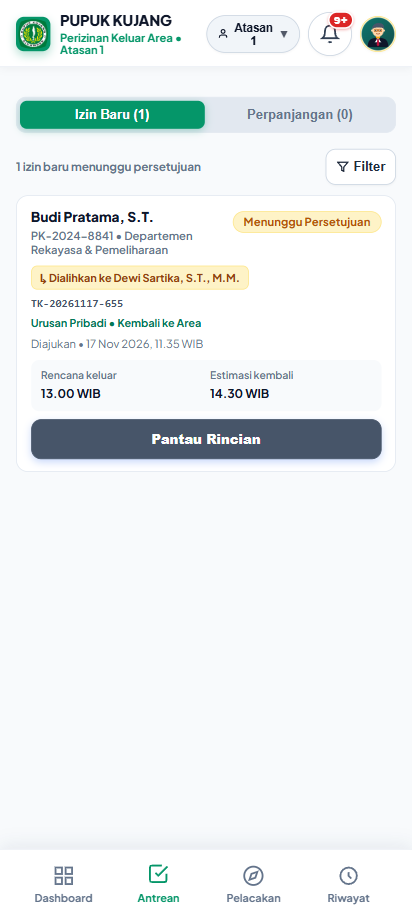 PUPUK KUJANG
Perizinan Keluar Area •
Atasan 1
Atasan
1
▼
9+
Izin Baru (1)
Perpanjangan (0)
1 izin baru menunggu persetujuan
Filter
Budi Pratama, S.T.
Menunggu Persetujuan
PK-2024-8841 • Departemen
Rekayasa & Pemeliharaan
↳ Dialihkan ke Dewi Sartika, S.T., M.M.
TK-20261117-655
Urusan Pribadi • Kembali ke Area
Diajukan • 17 Nov 2026, 11.35 WIB
Rencana keluar
Estimasi kembali
13.00 WIB
14.30 WIB
Pantau Rincian
Dashboard
Antrean
Pelacakan
Riwayat